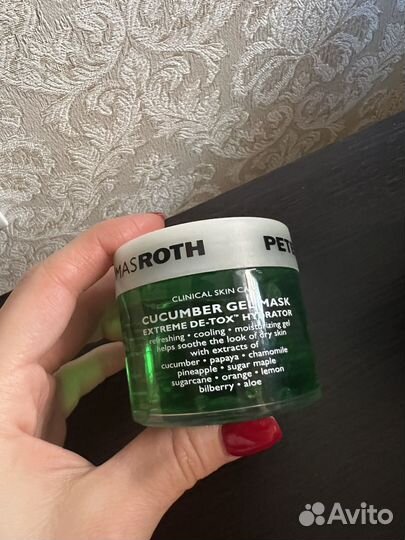 MASROTH PET
CLINICAL SKIN CA
CUCUMBER GEL MASK
EXTREME DE-TOX™ HYDRATOR
refreshing • cooling • moisturizing gel
helps soothe the look of dry skin
with extracts of
cucumber • papaya • chamomile
pineapple • sugar maple
sugarcane • orange • lemon
bilberry • aloe
Avito